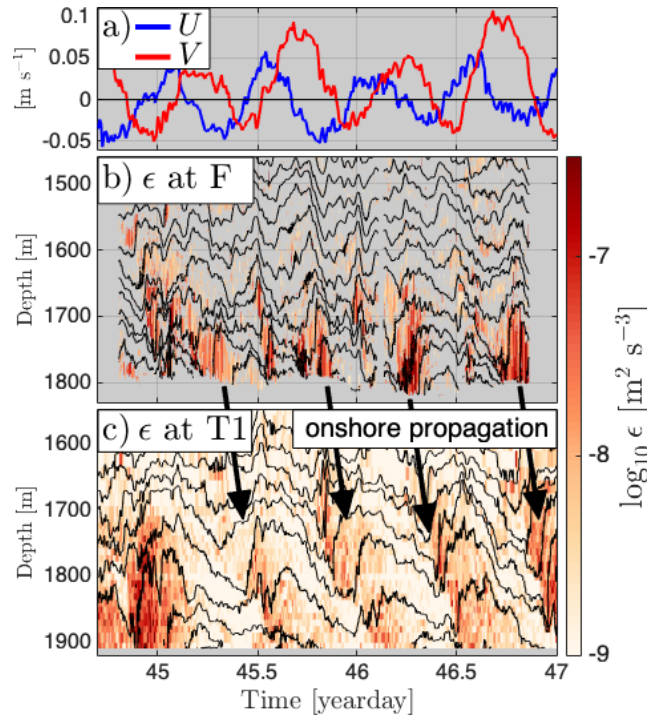 a) U
V
[m s⁻¹]
0.1
0.05
0
-0.05
b) ϵ at F
Depth [m]
1500
1600
1700
1800
c) ϵ at T1
onshore propagation
Depth [m]
1600
1700
1800
1900
45
45.5
46
46.5
47
Time [yearday]
-7
-8
-9
log₁₀ ϵ [m² s⁻³]